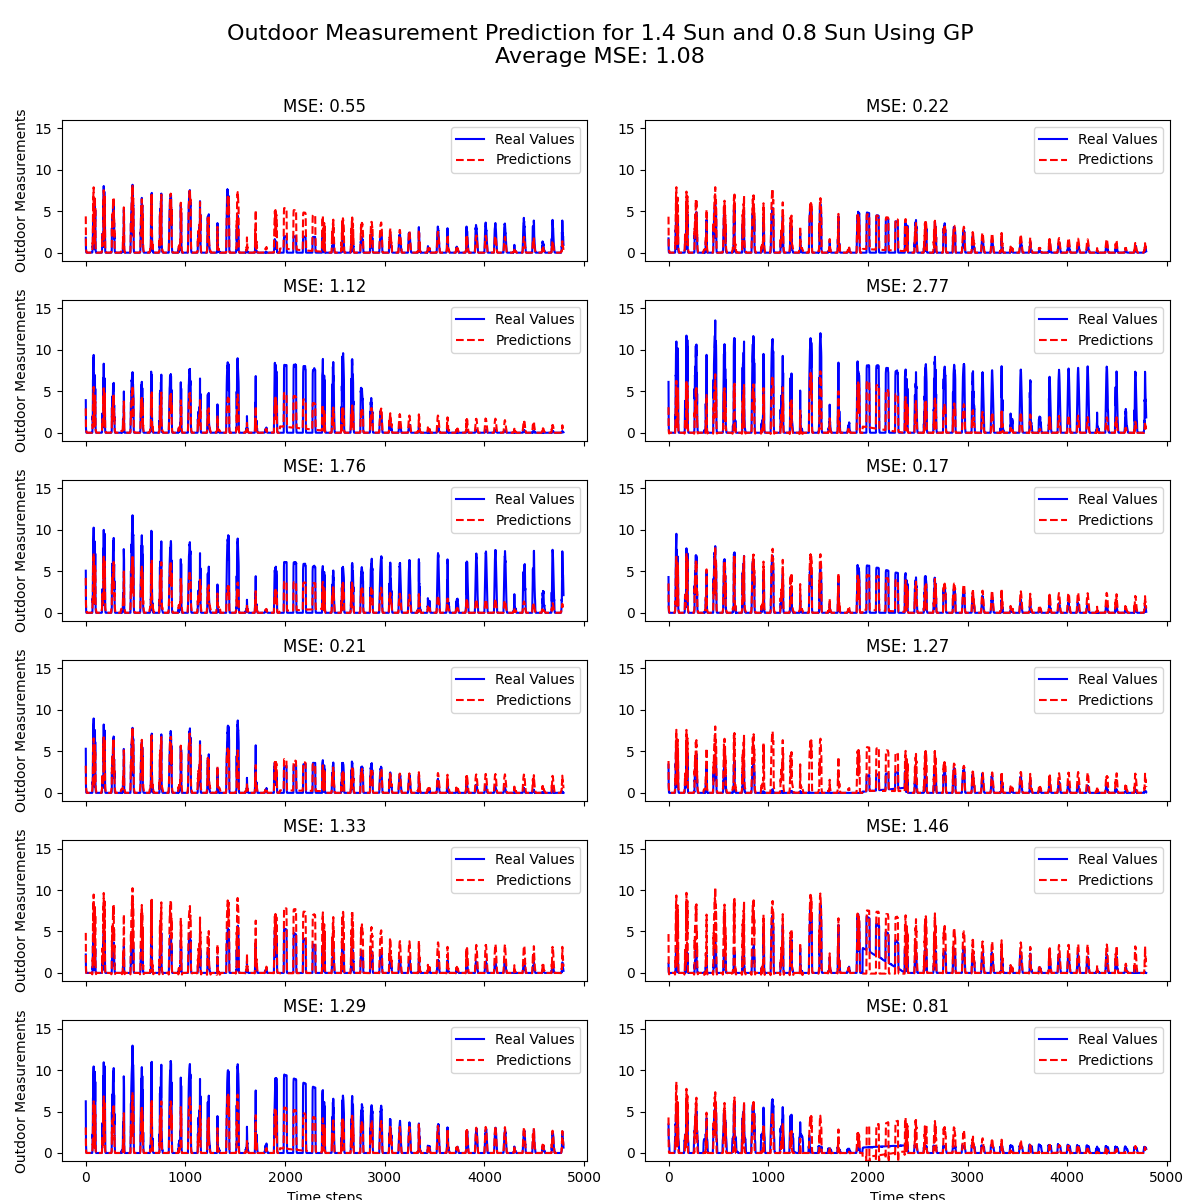 Outdoor Measurement Prediction for 1.4 Sun and 0.8 Sun Using GP
Average MSE: 1.08
MSE: 0.55
Outdoor Measurements
15
10
5
0
Real Values
Predictions
MSE: 0.22
15
10
5
0
Real Values
Predictions
MSE: 1.12
Outdoor Measurements
15
10
5
0
Real Values
Predictions
MSE: 2.77
15
10
5
0
Real Values
Predictions
MSE: 1.76
Outdoor Measurements
15
10
5
0
Real Values
Predictions
MSE: 0.17
15
10
5
0
Real Values
Predictions
MSE: 0.21
Outdoor Measurements
15
10
5
0
Real Values
Predictions
MSE: 1.27
15
10
5
0
Real Values
Predictions
MSE: 1.33
Outdoor Measurements
15
10
5
0
Real Values
Predictions
MSE: 1.46
15
10
5
0
Real Values
Predictions
MSE: 1.29
Outdoor Measurements
15
10
5
0
Real Values
Predictions
0 1000 2000 3000 4000 5000
Time steps
MSE: 0.81
15
10
5
0
Real Values
Predictions
0 1000 2000 3000 4000 5000
Time steps